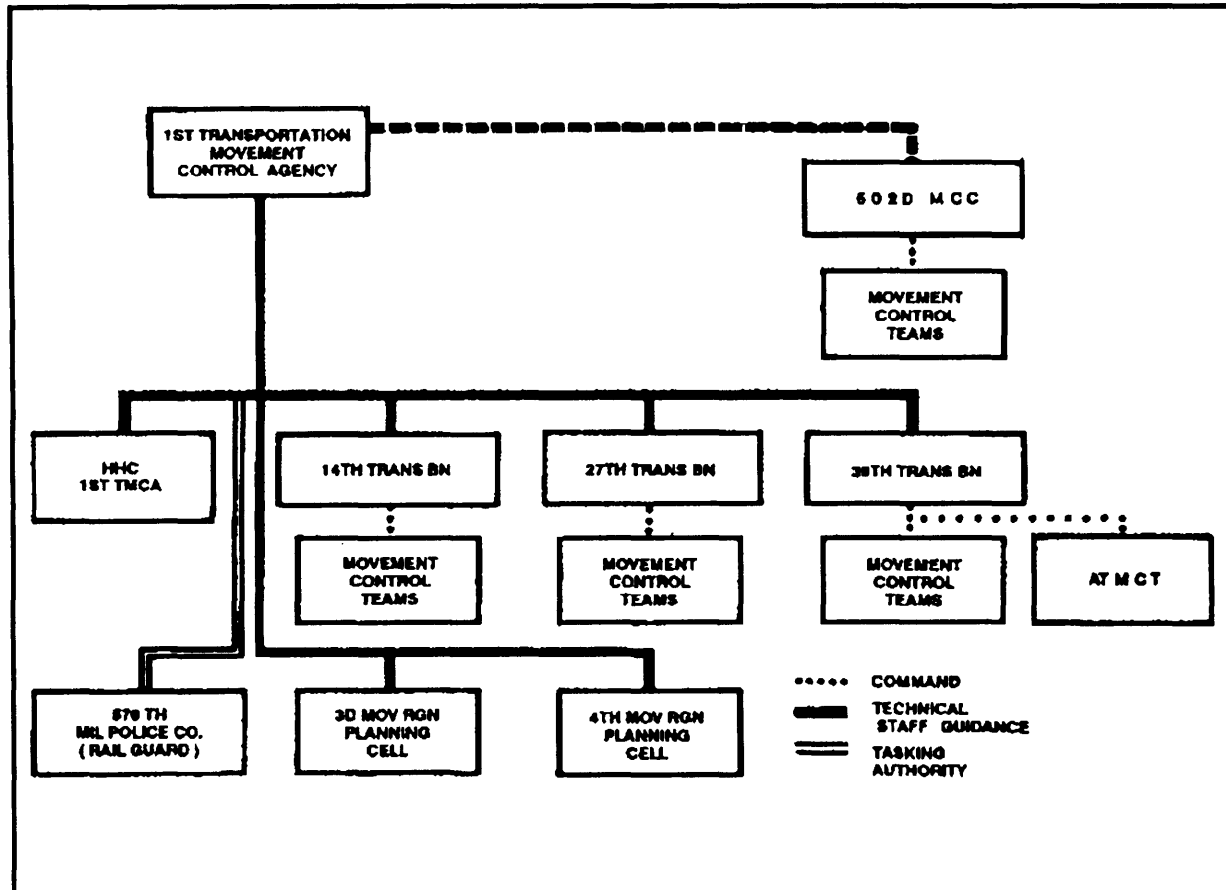 1ST TRANSPORTATION
MOVEMENT
CONTROL AGENCY
502D MCC
MOVEMENT
CONTROL
TEAMS
HHC
1ST TMCA
14TH TRANS BN
27TH TRANS BN
TRANS BN
MOVEMENT
CONTROL
TEAMS
MOVEMENT
CONTROL
TEAMS
MOVEMENT
CONTROL
TEAMS
AT MCT
TH
MIL POLICE CO.
( RAIL GUARD )
3D MOV RGN
PLANNING
CELL
4TH MOV RGN
PLANNING
CELL
COMMAND
TECHNICAL
STAFF GUIDANCE
TASKING
AUTHORITY